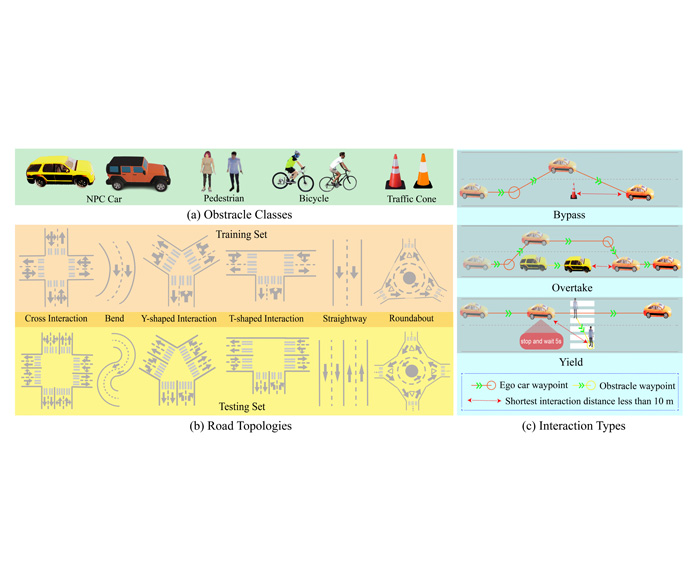 NPC Car
Pedestrian
Bicycle
Traffic Cone
(a) Obstracle Classes
Training Set
Cross Interaction
Bend
Y-shaped Interaction
T-shaped Interaction
Straightway
Roundabout
Testing Set
(b) Road Topologies
Bypass
Overtake
stop and wait 5s
Yield
Ego car waypoint
Obstracle waypoint
Shortest interaction distance less than 10 m
(c) Interaction Types